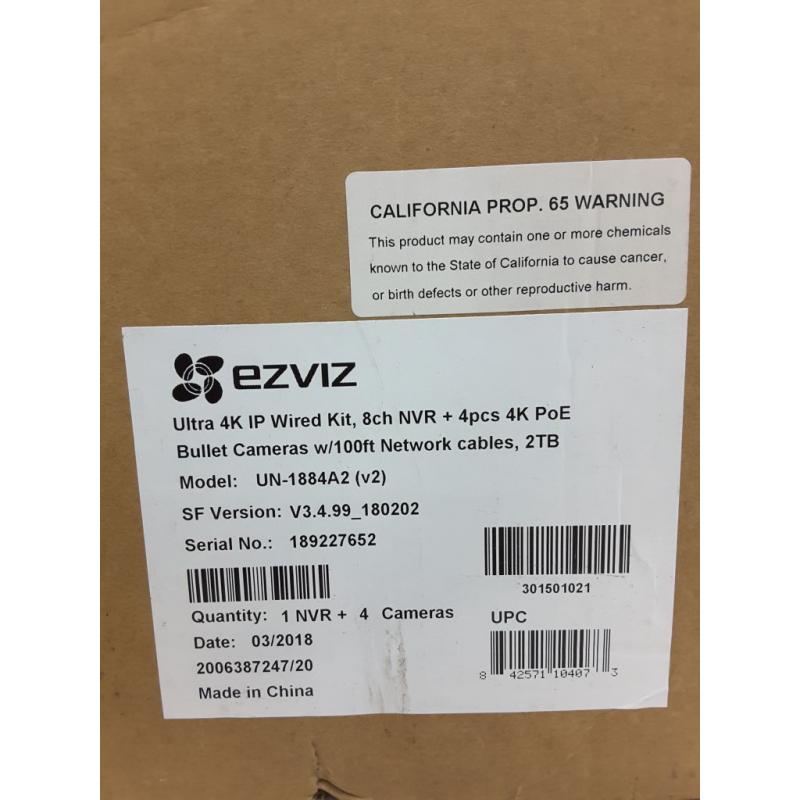 CALIFORNIA PROP. 65 WARNING
This product may contain one or more chemicals
known to the State of California to cause cancer,
or birth defects or other reproductive harm.
ezviz
Ultra 4K IP Wired Kit, 8ch NVR + 4pcs 4K PoE
Bullet Cameras w/100ft Network cables, 2TB
Model: UN-1884A2 (v2)
SF Version: V3.4.99_180202
Serial No.: 189227652
301501021
Quantity: 1 NVR + 4 Cameras
UPC
Date: 03/2018
2006387247/20
8 42571 10407 3
Made in China